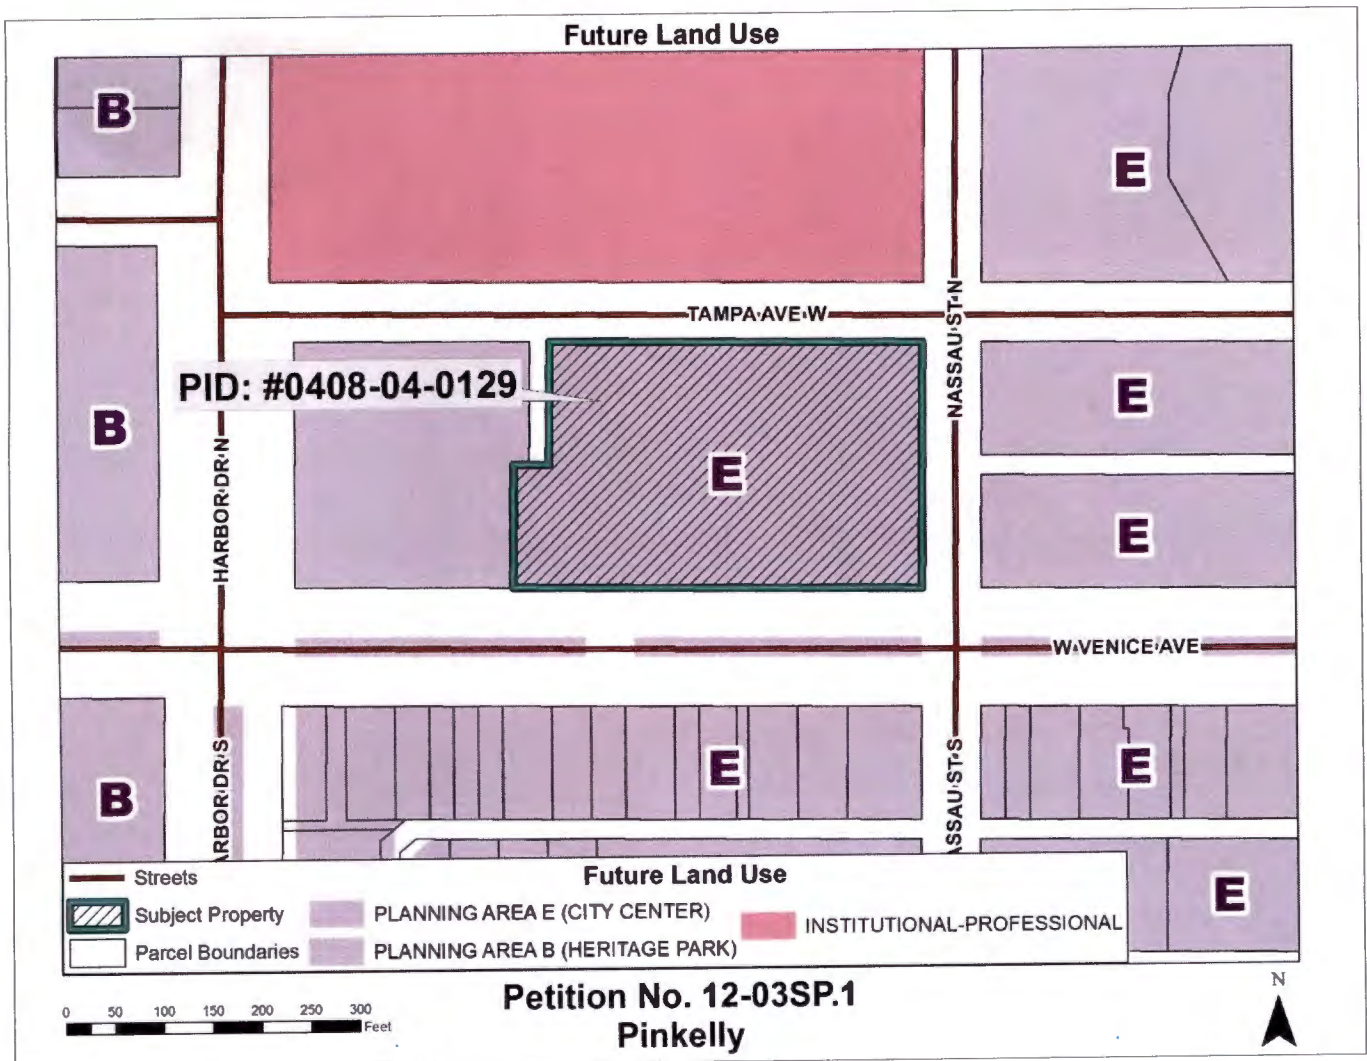 Future Land Use
B
E
TAMPA AVE W
NASSAU ST N
PID: #0408-04-0129
E
B
E
HARBOR DR N
E
W VENICE AVE
ARBOR DR S
E
ASSAU ST S
E
B
Future Land Use
Streets
Subject Property
PLANNING AREA E (CITY CENTER)
INSTITUTIONAL-PROFESSIONAL
Parcel Boundaries
PLANNING AREA B (HERITAGE PARK)
E
Petition No. 12-03SP.1
Pinkelly
0 50 100 150 200 250 300
Feet
N